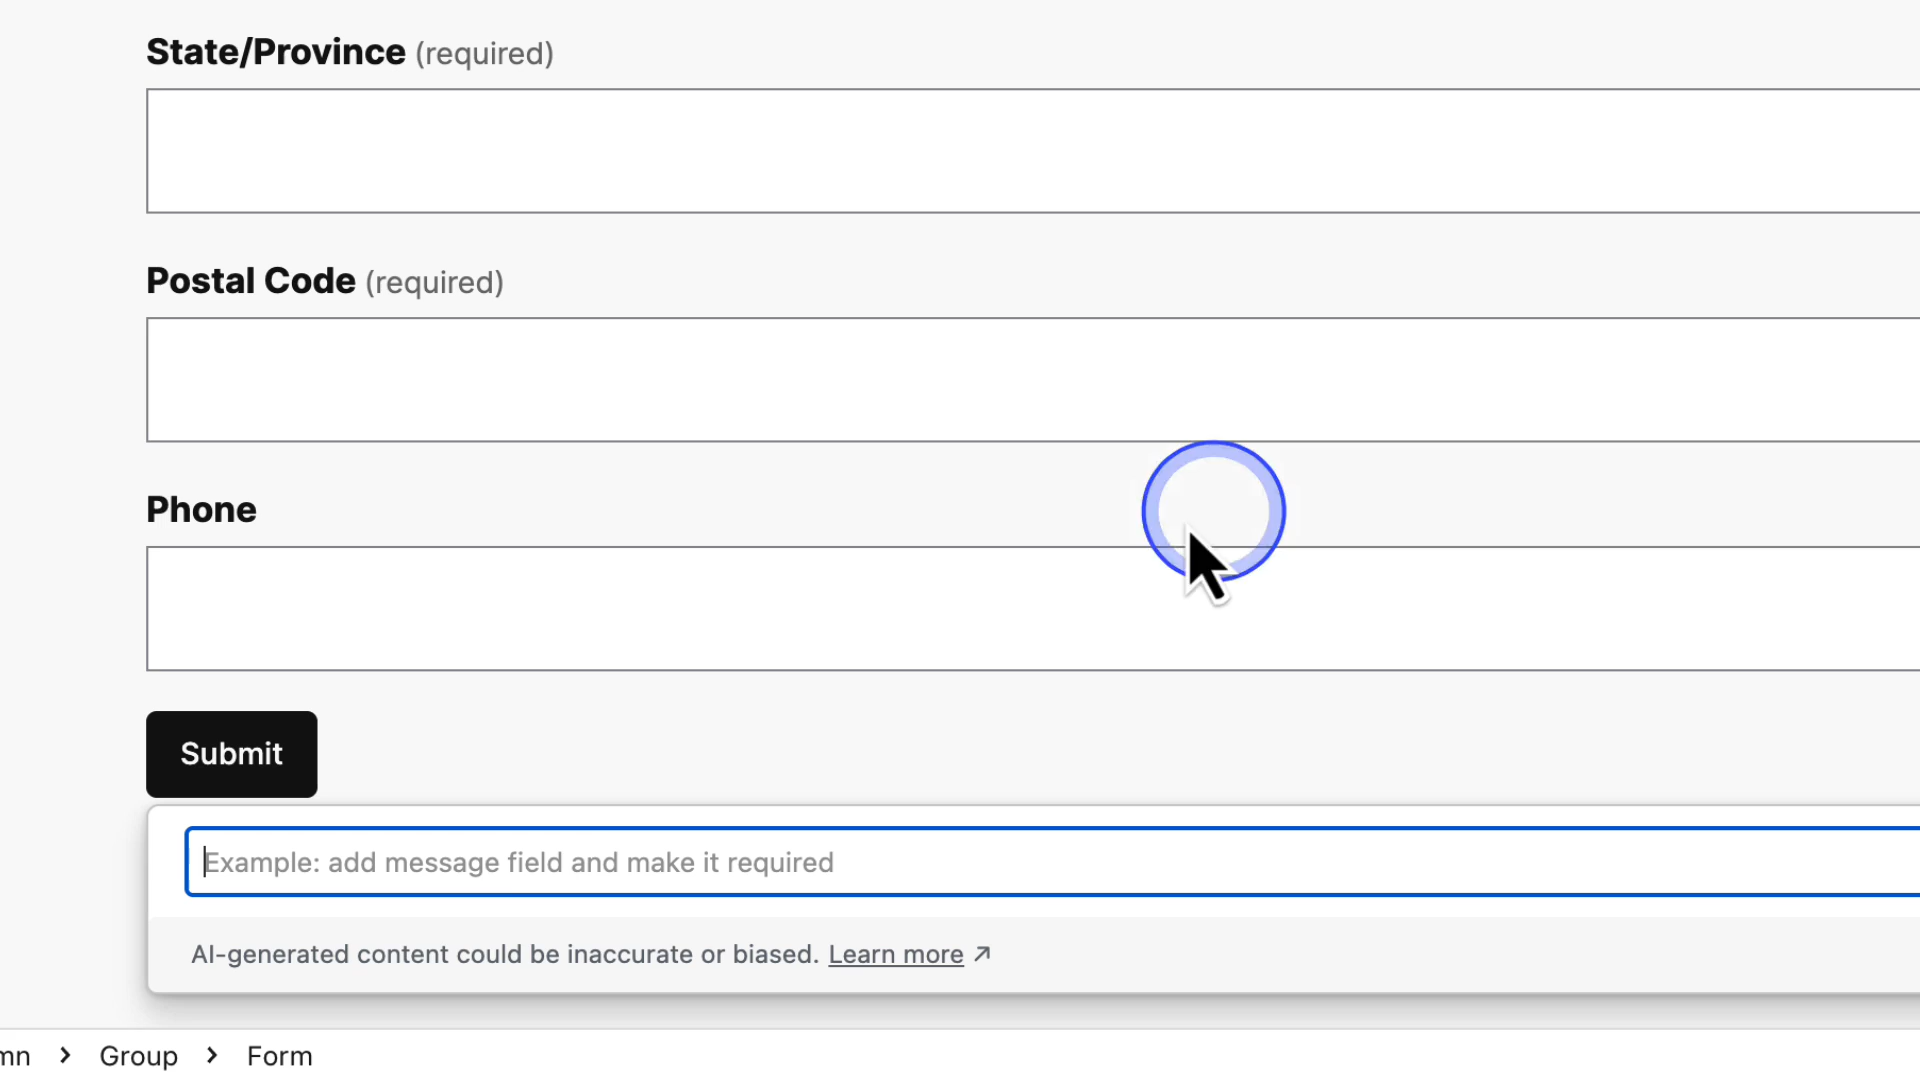 State/Province (required)
Postal Code (required)
Phone
Submit
Example: add message field and make it required
AI-generated content could be inaccurate or biased. Learn more ↗
mn > Group > Form